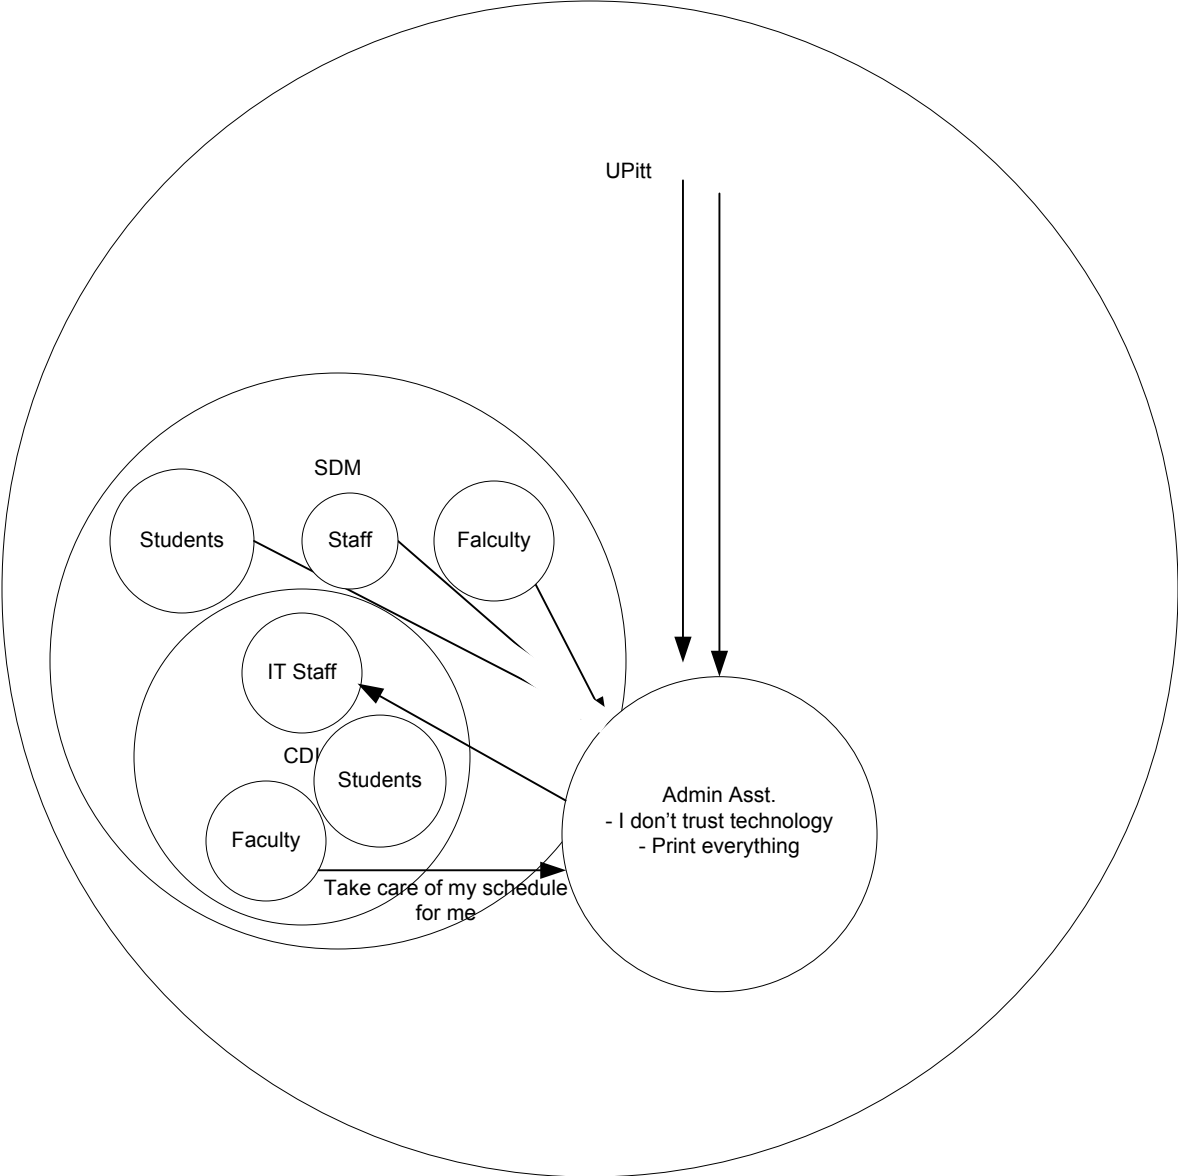 UPitt
SDM
Students
Staff
Falculty
IT Staff
CDI
Students
Faculty
Admin Asst.
- I don't trust technology
- Print everything
Take care of my schedule
for me